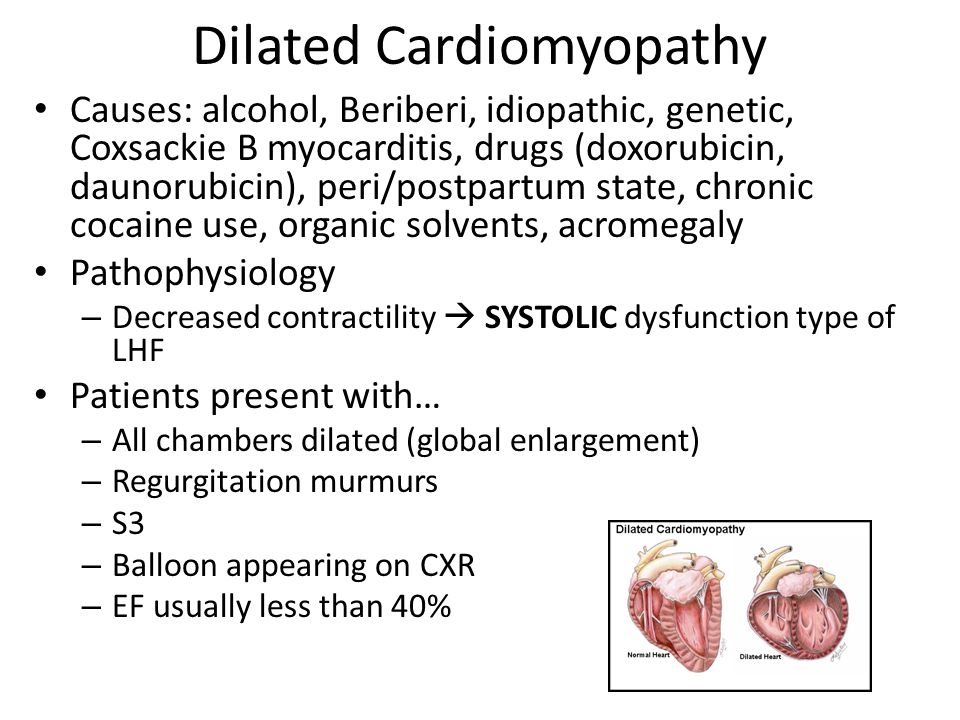 Dilated Cardiomyopathy
• Causes: alcohol, Beriberi, idiopathic, genetic,
Coxsackie B myocarditis, drugs (doxorubicin,
daunorubicin), peri/postpartum state, chronic
cocaine use, organic solvents, acromegaly
• Pathophysiology
– Decreased contractility → SYSTOLIC dysfunction type of
LHF
• Patients present with…
– All chambers dilated (global enlargement)
– Regurgitation murmurs
– S3
– Balloon appearing on CXR
– EF usually less than 40%
Dilated Cardiomyopathy
Normal Heart
Dilated Heart